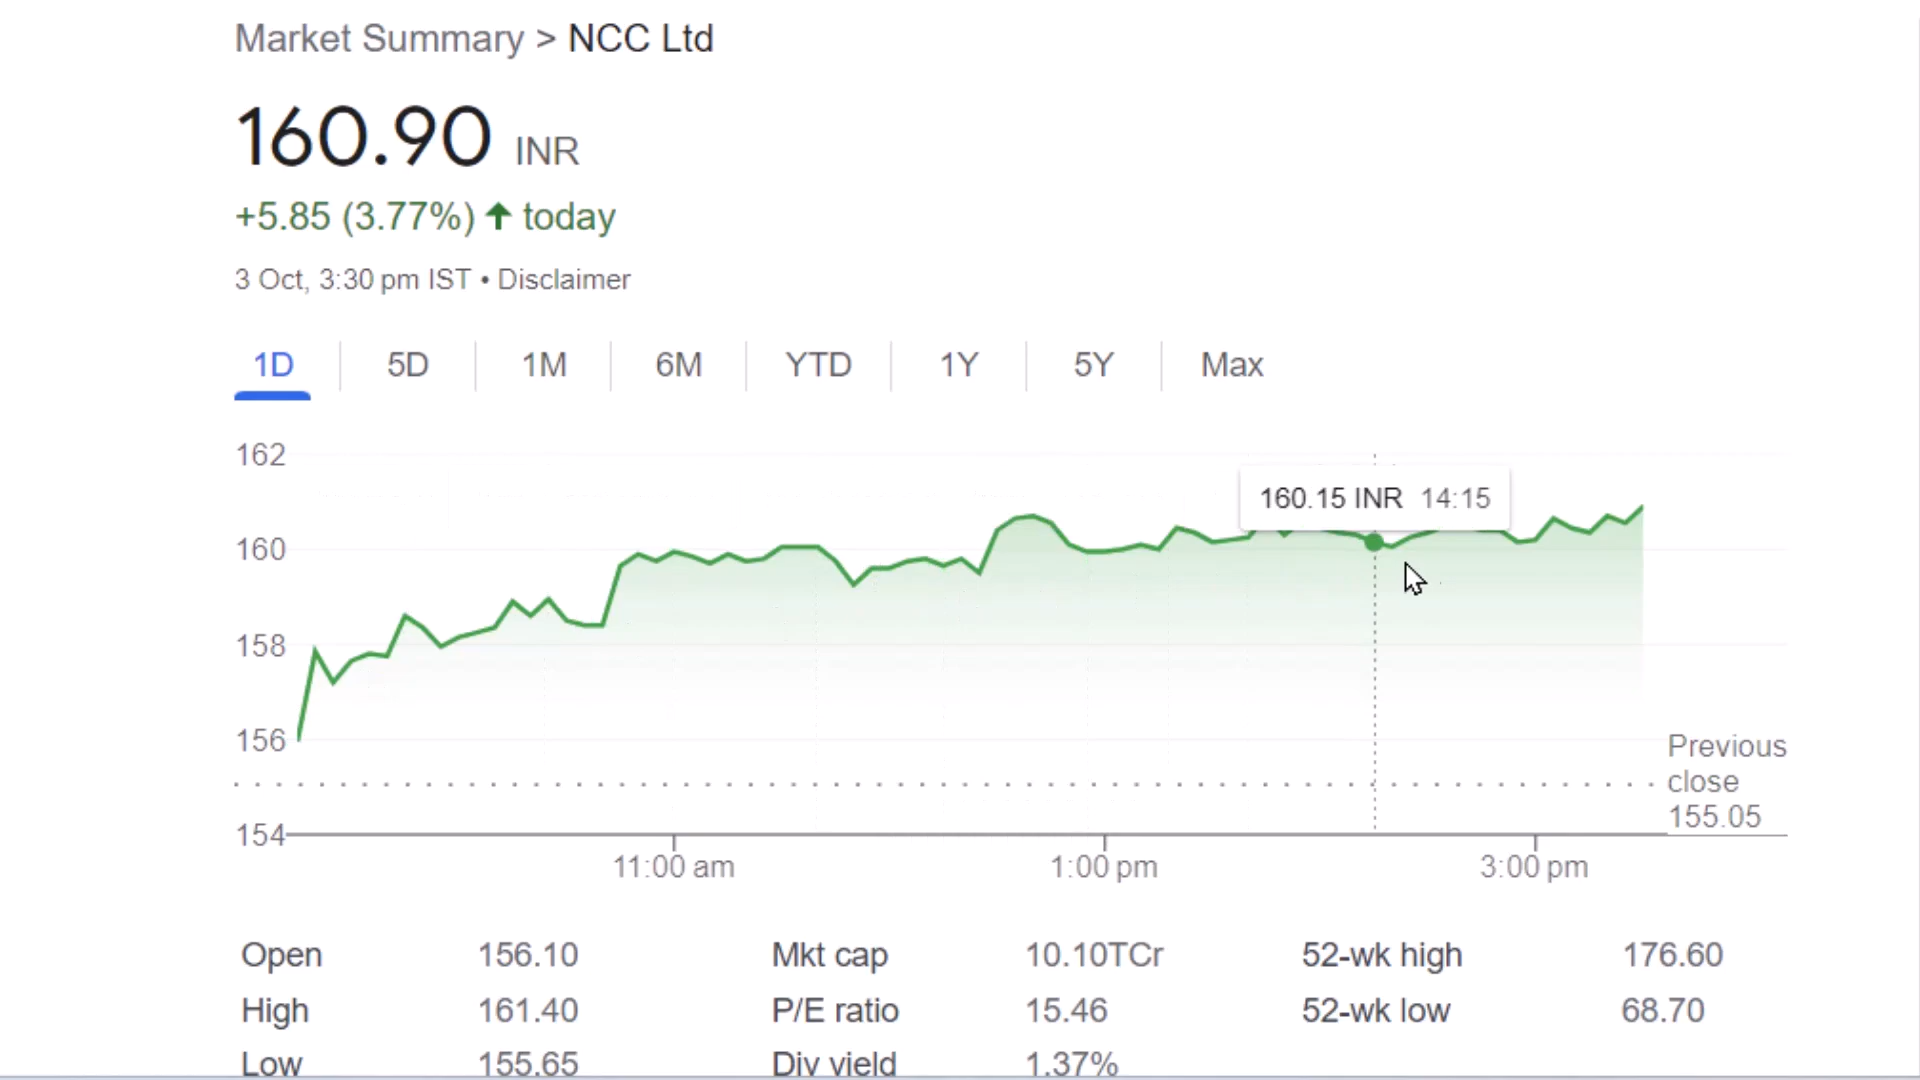 Market Summary > NCC Ltd
160.90 INR
+5.85 (3.77%) ↑ today
3 Oct, 3:30 pm IST • Disclaimer
1D 5D 1M 6M YTD 1Y 5Y Max
162
160.15 INR 14:15
160
158
156
Previous
close
155.05
154
11:00 am 1:00 pm 3:00 pm
Open 156.10 Mkt cap 10.10TCr 52-wk high 176.60
High 161.40 P/E ratio 15.46 52-wk low 68.70
Low 155.65 Div yield 1.37%